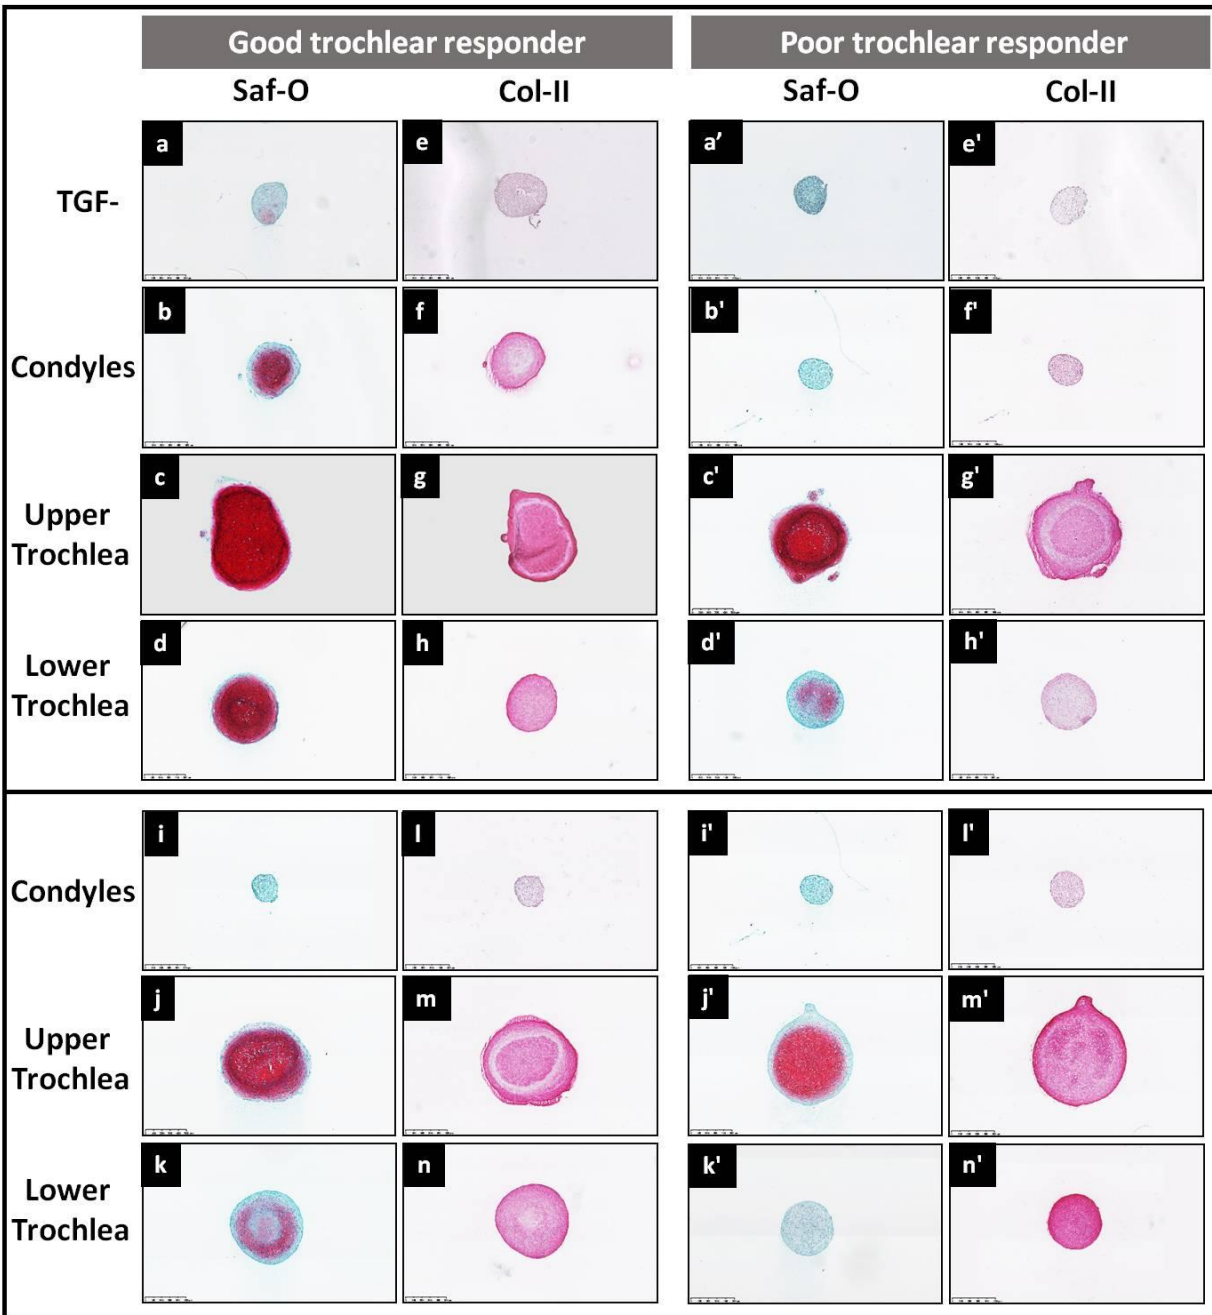 Good trochlear responder Poor trochlear responder
Saf-O Col-II Saf-O Col-II
TGF- a e a’ e'
Condyles b f b' f'
Upper Trochlea c g c' g'
Lower Trochlea d h d' h'
Condyles i l i' l'
Upper Trochlea j m j' m'
Lower Trochlea k n k' n'